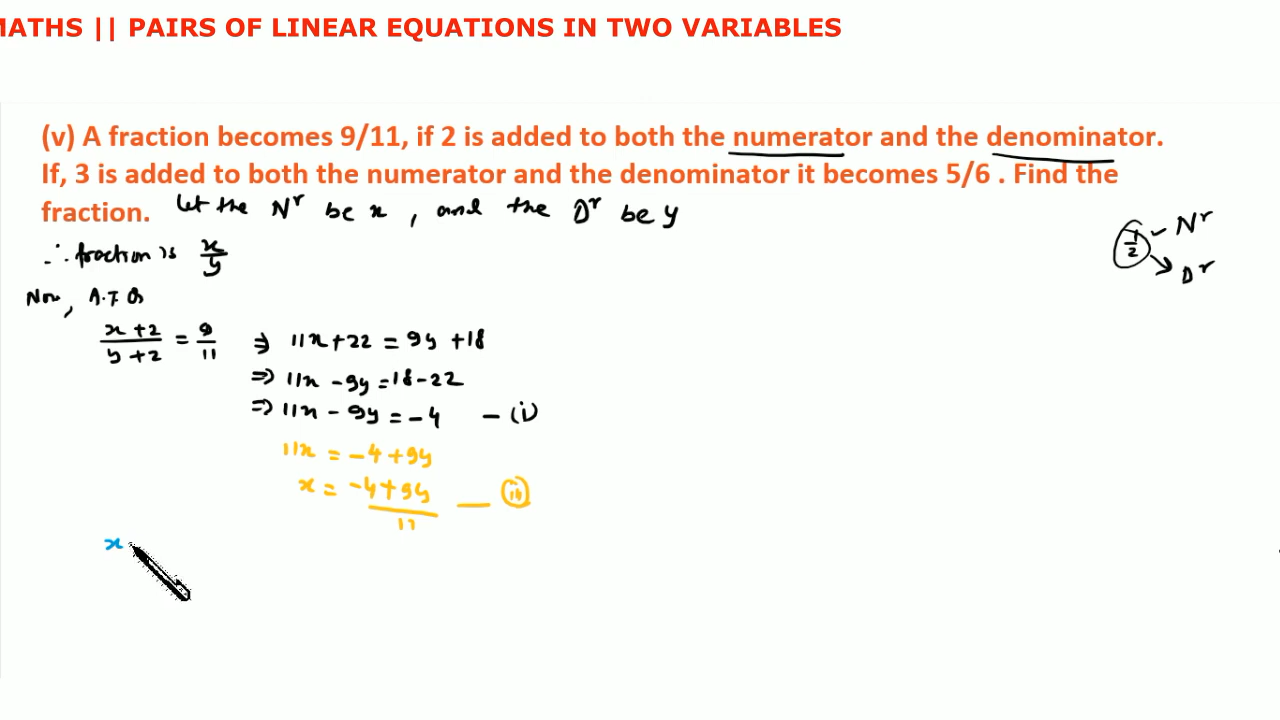 MATHS || PAIRS OF LINEAR EQUATIONS IN TWO VARIABLES
(v) A fraction becomes 9/11, if 2 is added to both the numerator and the denominator.
If, 3 is added to both the numerator and the denominator it becomes 5/6 . Find the
fraction. let the Nʳ be x , and the Dʳ be y
∴ fraction is x/y
1/2 - Nʳ
→ Dʳ
Now, A.T.Q
x+2/y+2 = 9/11 ⇒ 11x+22 = 9y+18
⇒ 11x - 9y = 18-22
⇒ 11x - 9y = -4 - (i)
11x = -4+9y
x = -4+9y/11 — (ii)
x